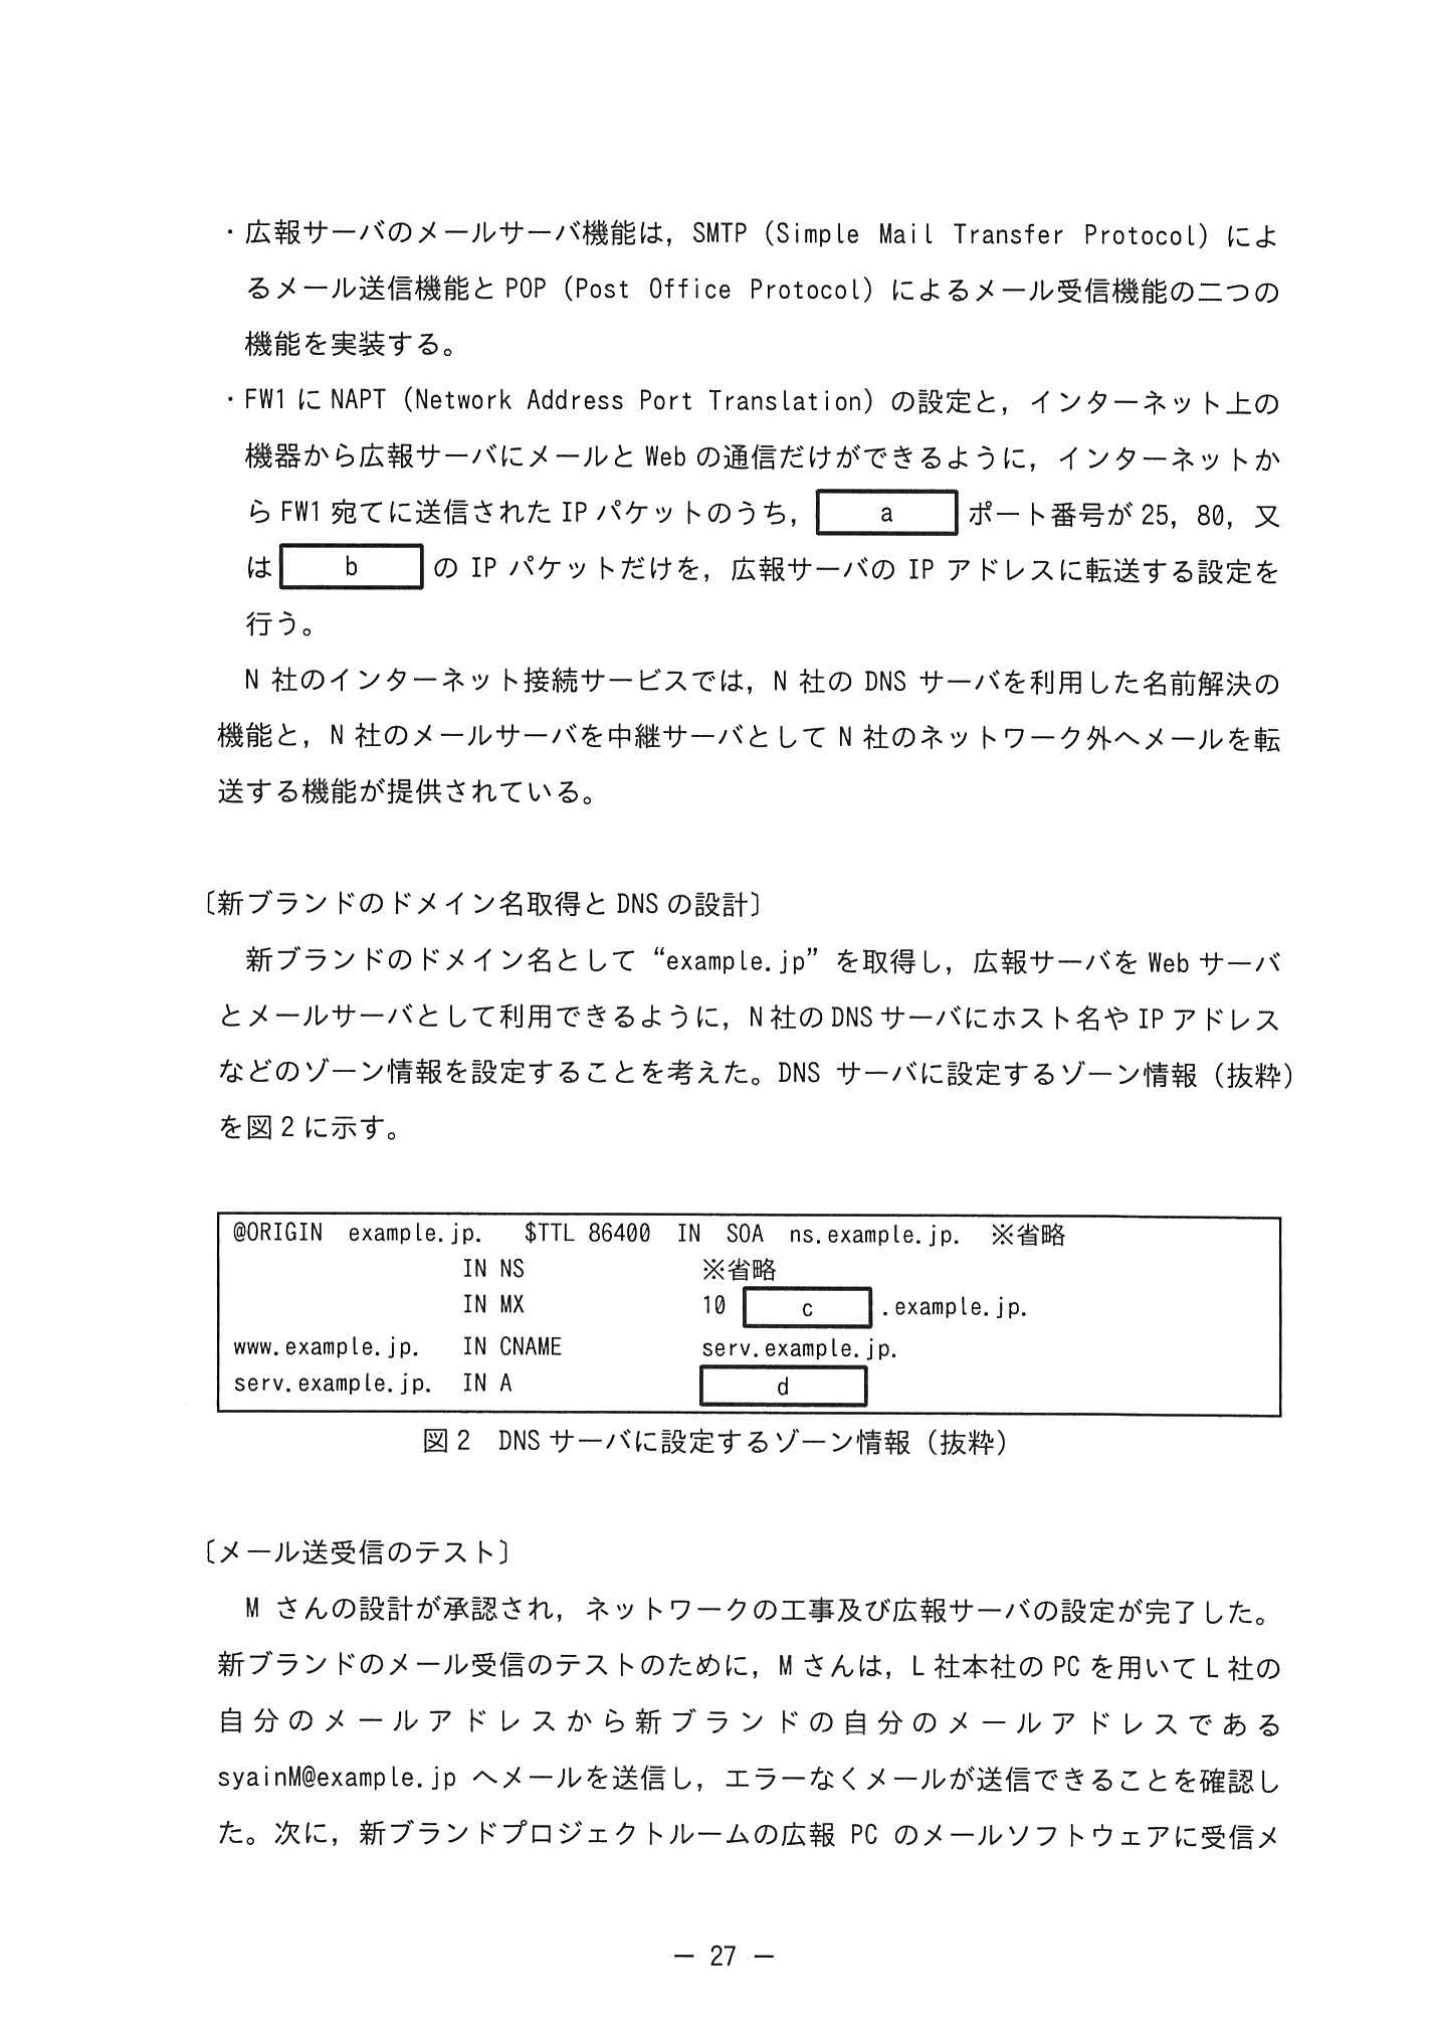 ・広報サーバのメールサーバ機能は，SMTP（Simple Mail Transfer Protocol）によ
るメール送信機能と POP（Post Office Protocol）によるメール受信機能の二つの
機能を実装する。
・FW1 に NAPT（Network Address Port Translation）の設定と，インターネット上の
機器から広報サーバにメールと Web の通信だけができるように，インターネットか
ら FW1 宛てに送信された IP パケットのうち， a ポート番号が 25，80，又
は b の IP パケットだけを，広報サーバの IP アドレスに転送する設定を
行う。
N 社のインターネット接続サービスでは，N 社の DNS サーバを利用した名前解決の
機能と，N 社のメールサーバを中継サーバとして N 社のネットワーク外へメールを転
送する機能が提供されている。
〔新ブランドのドメイン名取得と DNS の設計〕
新ブランドのドメイン名として “example.jp” を取得し，広報サーバを Web サーバ
とメールサーバとして利用できるように，N 社の DNS サーバにホスト名や IP アドレス
などのゾーン情報を設定することを考えた。DNS サーバに設定するゾーン情報（抜粋）
を図 2 に示す。
@ORIGIN example.jp. $TTL 86400 IN SOA ns.example.jp. ※省略
IN NS ※省略
IN MX 10 c .example.jp.
www.example.jp. IN CNAME serv.example.jp.
serv.example.jp. IN A d
図 2 DNS サーバに設定するゾーン情報（抜粋）
〔メール送受信のテスト〕
M さんの設計が承認され，ネットワークの工事及び広報サーバの設定が完了した。
新ブランドのメール受信のテストのために，M さんは，L 社本社の PC を用いて L 社の
自分のメールアドレスから新ブランドの自分のメールアドレスである
syainM@example.jp へメールを送信し，エラーなくメールが送信できることを確認し
た。次に，新ブランドプロジェクトルームの広報 PC のメールソフトウェアに受信メ
－ 27 －